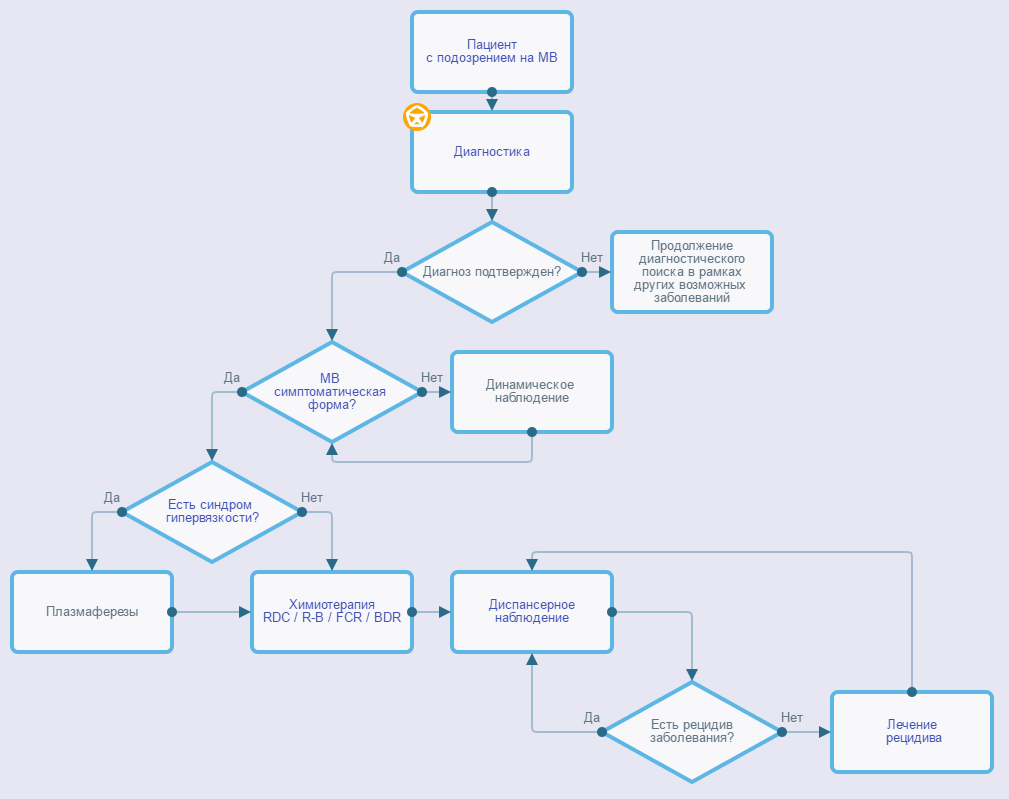 Пациент
с подозрением на МВ
Диагностика
Да
Диагноз подтвержден?
Нет
Продолжение
диагностического
поиска в рамках
других возможных
заболеваний
Да
МВ
симптоматическая
форма?
Нет
Динамическое
наблюдение
Да
Есть синдром
гипервязкости?
Нет
Плазмаферезы
Химиотерапия
RDC / R-B / FCR / BDR
Диспансерное
наблюдение
Да
Есть рецидив
заболевания?
Нет
Лечение
рецидива